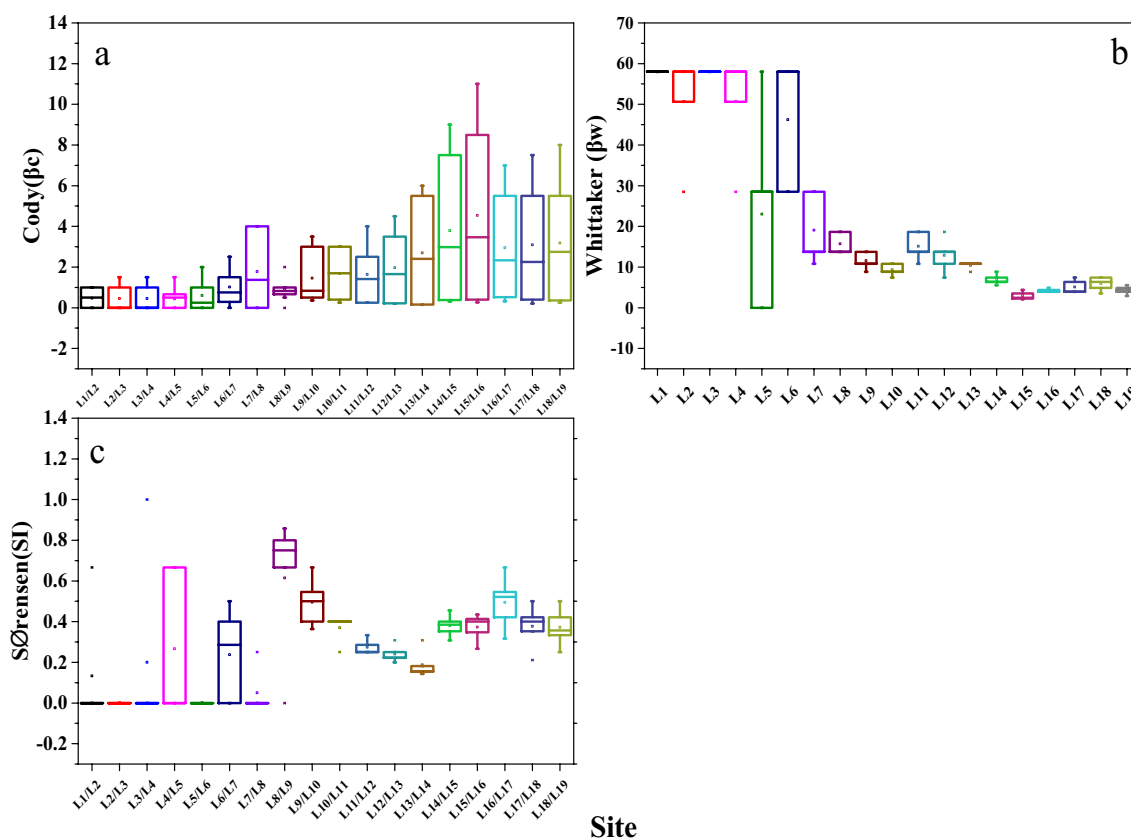 a
Cody(βc)
14
12
10
8
6
4
2
0
-2
L1/L2 L2/L3 L3/L4 L4/L5 L5/L6 L6/L7 L7/L8 L8/L9 L9/L10 L10/L11 L11/L12 L12/L13 L13/L14 L14/L15 L15/L16 L16/L17 L17/L18 L18/L19
b
Whittaker (βw)
70
60
50
40
30
20
10
0
-10
L1 L2 L3 L4 L5 L6 L7 L8 L9 L10 L11 L12 L13 L14 L15 L16 L17 L18 L19
c
SØrensen(SI)
1.4
1.2
1.0
0.8
0.6
0.4
0.2
0.0
-0.2
L1/L2 L2/L3 L3/L4 L4/L5 L5/L6 L6/L7 L7/L8 L8/L9 L9/L10 L10/L11 L11/L12 L12/L13 L13/L14 L14/L15 L15/L16 L16/L17 L17/L18 L18/L19
Site